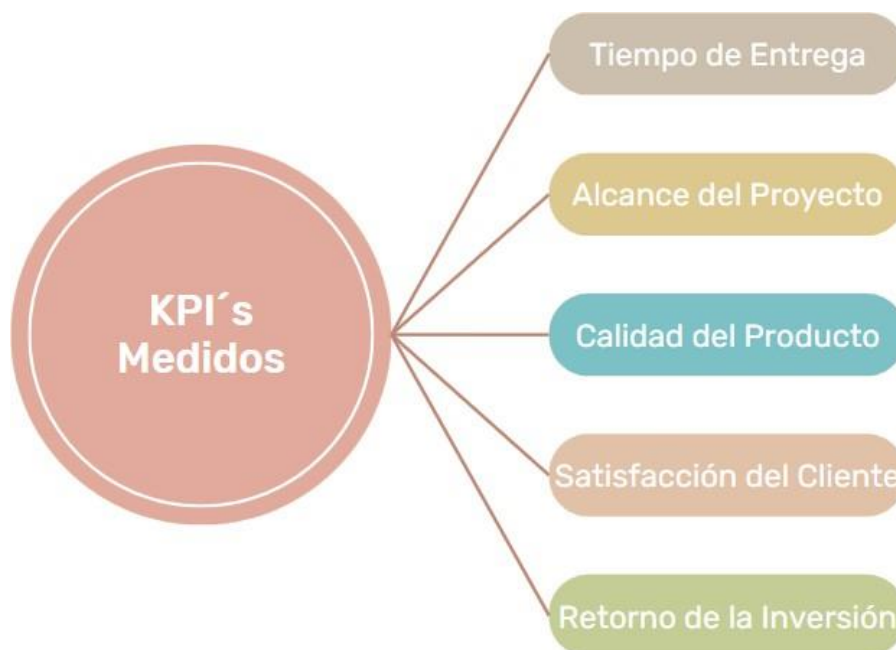 KPI´s
Medidos
Tiempo de Entrega
Alcance del Proyecto
Calidad del Producto
Satisfacción del Cliente
Retorno de la Inversión